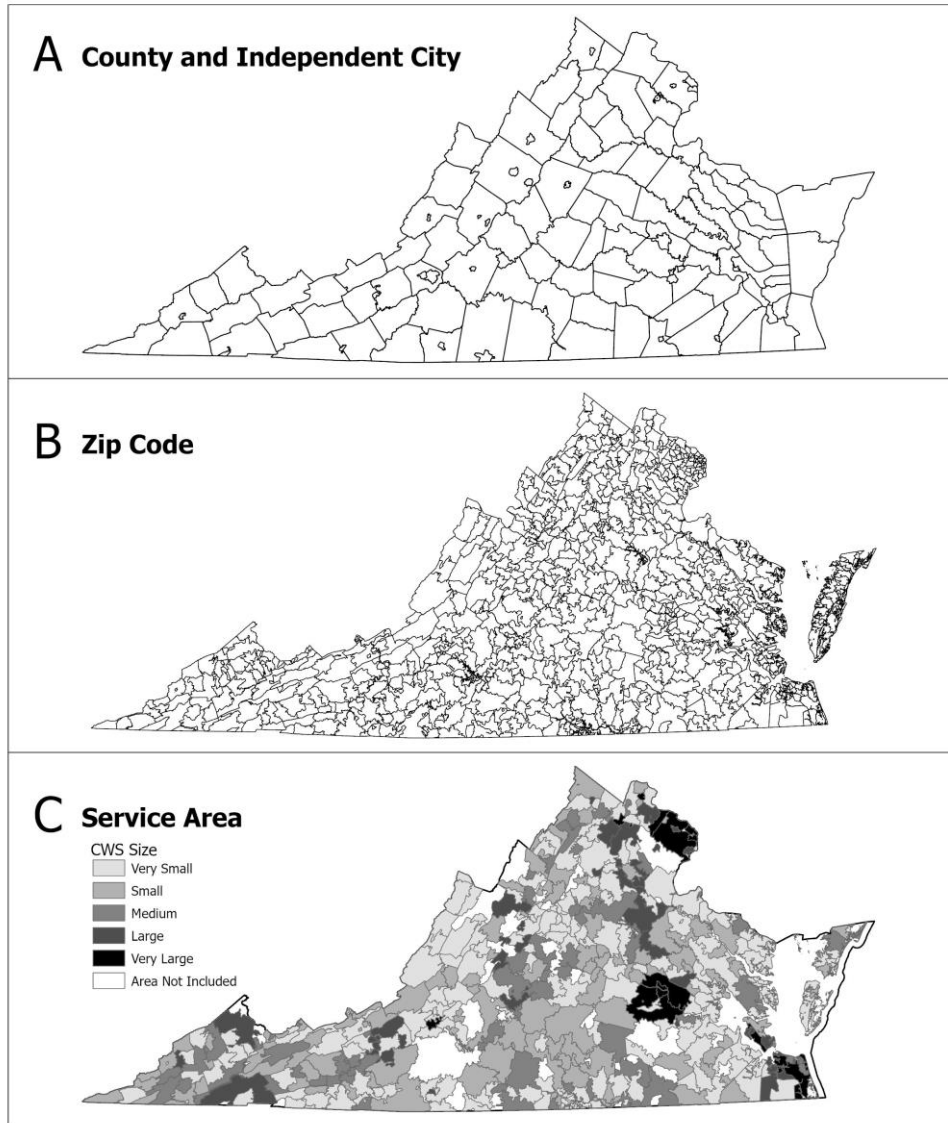 A County and Independent City
B Zip Code
C Service Area
CWS Size
Very Small
Small
Medium
Large
Very Large
Area Not Included